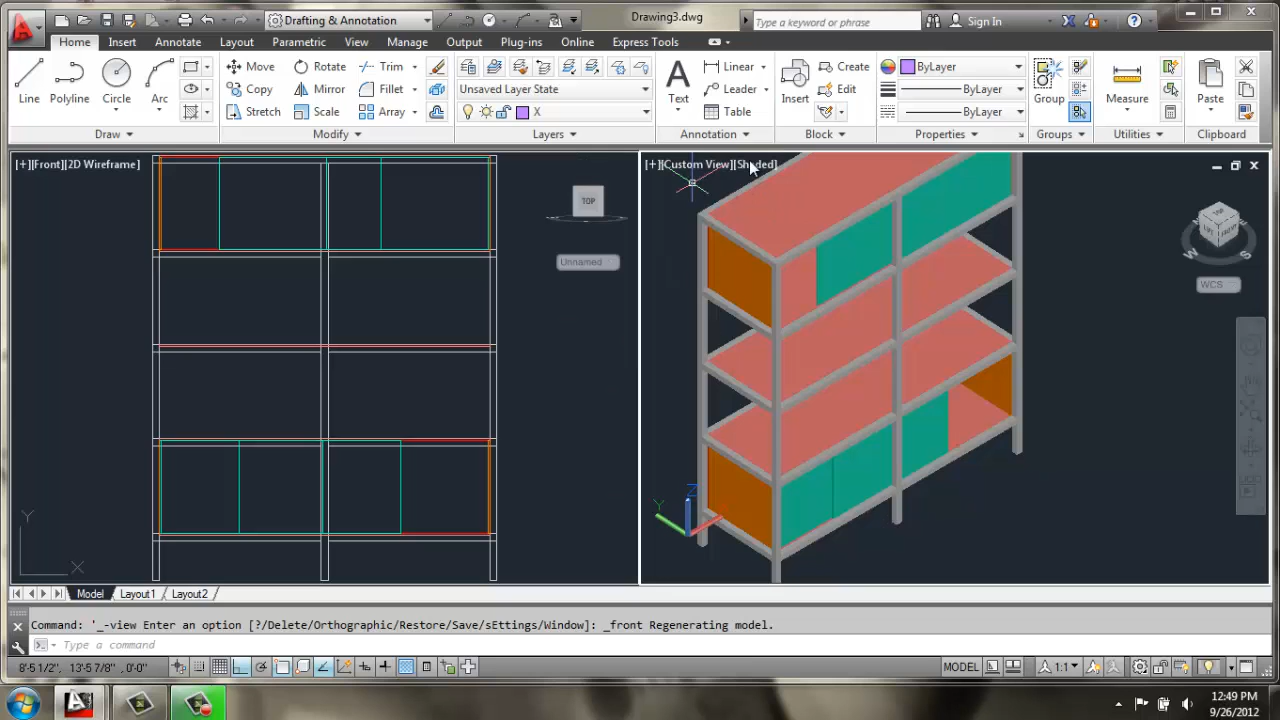 Drafting & Annotation
Drawing3.dwg
Type a keyword or phrase
Sign In
Home Insert Annotate Layout Parametric View Manage Output Plug-ins Online Express Tools
Line Polyline Circle Arc
Move Rotate Trim
Copy Mirror Fillet
Stretch Scale Array
Unsaved Layer State
X
Text
Linear
Leader
Table
Insert
Create
Edit
ByLayer
ByLayer
ByLayer
Group
Measure
Paste
Draw Modify Layers Annotation Block Properties Groups Utilities Clipboard
[+][Front][2D Wireframe]
[+][Custom View][Shaded]
TOP
Unnamed
WCS
W
S
Y
X
Z
Y
Model Layout1 Layout2
Command: '_-view Enter an option [?/Delete/Orthographic/Restore/Save/sEttings/Window]: _front Regenerating model.
Type a command
8'-5 1/2", 13'-5 7/8" , 0'-0"
MODEL
1:1
12:49 PM
9/26/2012